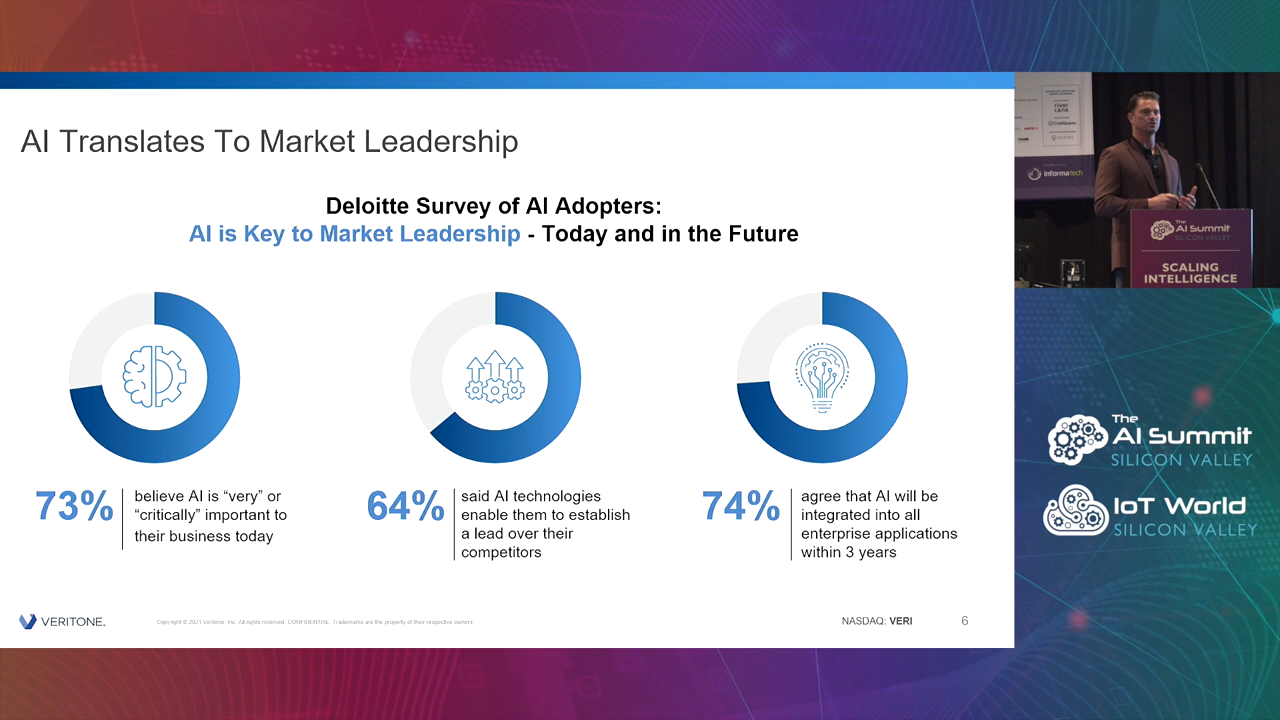 AI Translates To Market Leadership
Deloitte Survey of AI Adopters:
AI is Key to Market Leadership - Today and in the Future
73%
believe AI is “very” or
“critically” important to
their business today
64%
said AI technologies
enable them to establish
a lead over their
competitors
74%
agree that AI will be
integrated into all
enterprise applications
within 3 years
VERITONE.
Copyright © 2021 Veritone, Inc. All rights reserved. CONFIDENTIAL. Trademarks are the property of their respective owners.
NASDAQ: VERI
6
river
lane
informatech
The
AI Summit
SILICON VALLEY
SCALING
INTELLIGENCE
The
AI Summit
SILICON VALLEY
IoT World
SILICON VALLEY